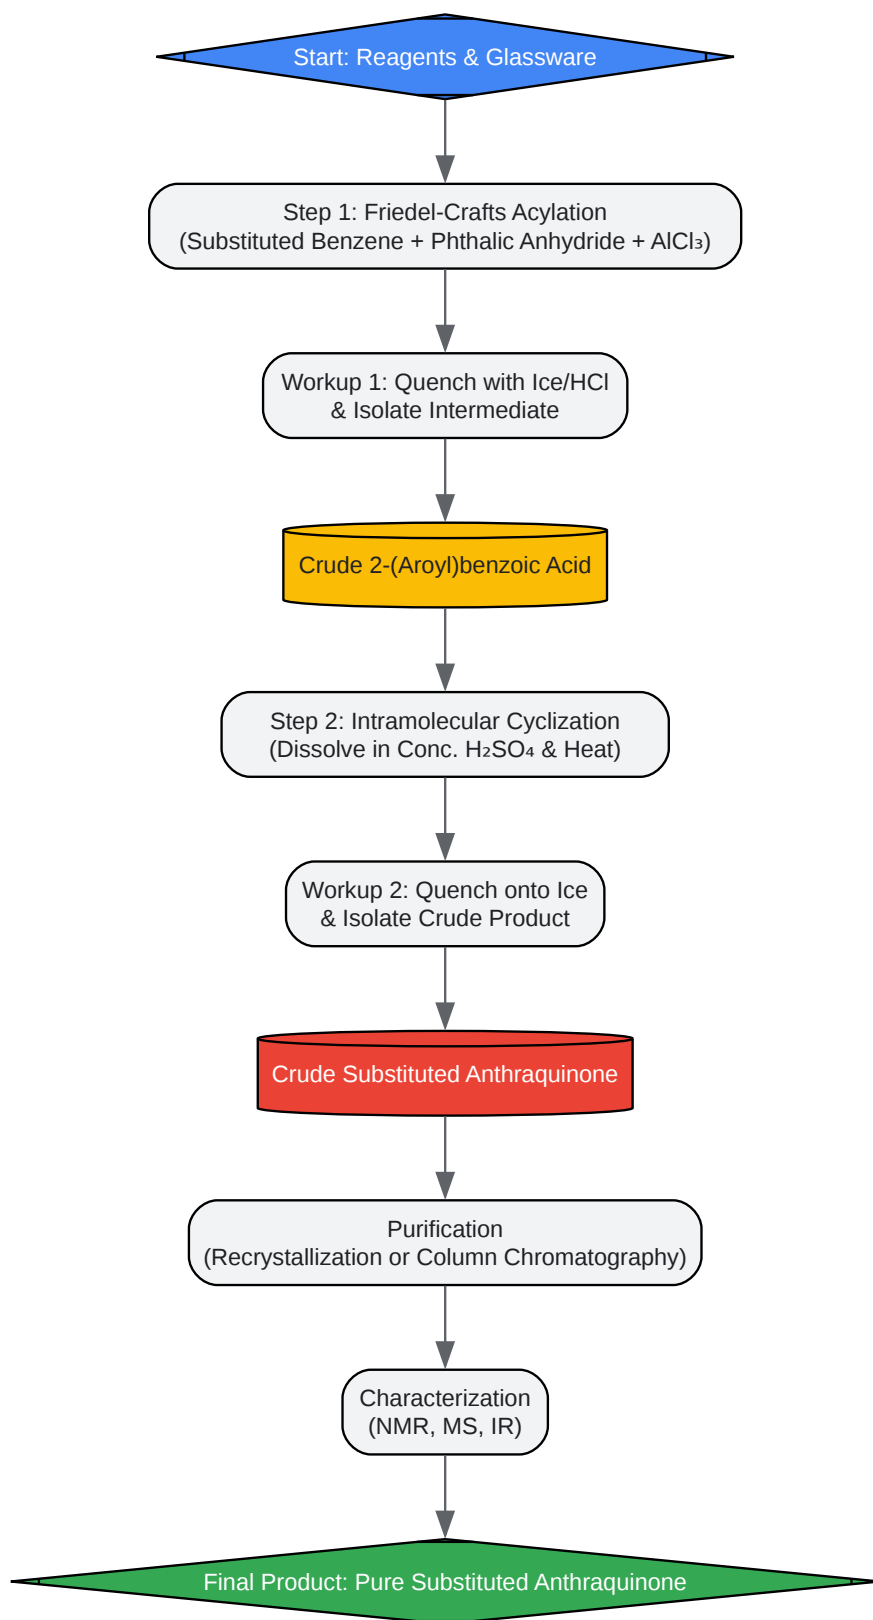 Start: Reagents & Glassware
Step 1: Friedel-Crafts Acylation
(Substituted Benzene + Phthalic Anhydride + AlCl₃)
Workup 1: Quench with Ice/HCl
& Isolate Intermediate
Crude 2-(Aroyl)benzoic Acid
Step 2: Intramolecular Cyclization
(Dissolve in Conc. H₂SO₄ & Heat)
Workup 2: Quench onto Ice
& Isolate Crude Product
Crude Substituted Anthraquinone
Purification
(Recrystallization or Column Chromatography)
Characterization
(NMR, MS, IR)
Final Product: Pure Substituted Anthraquinone